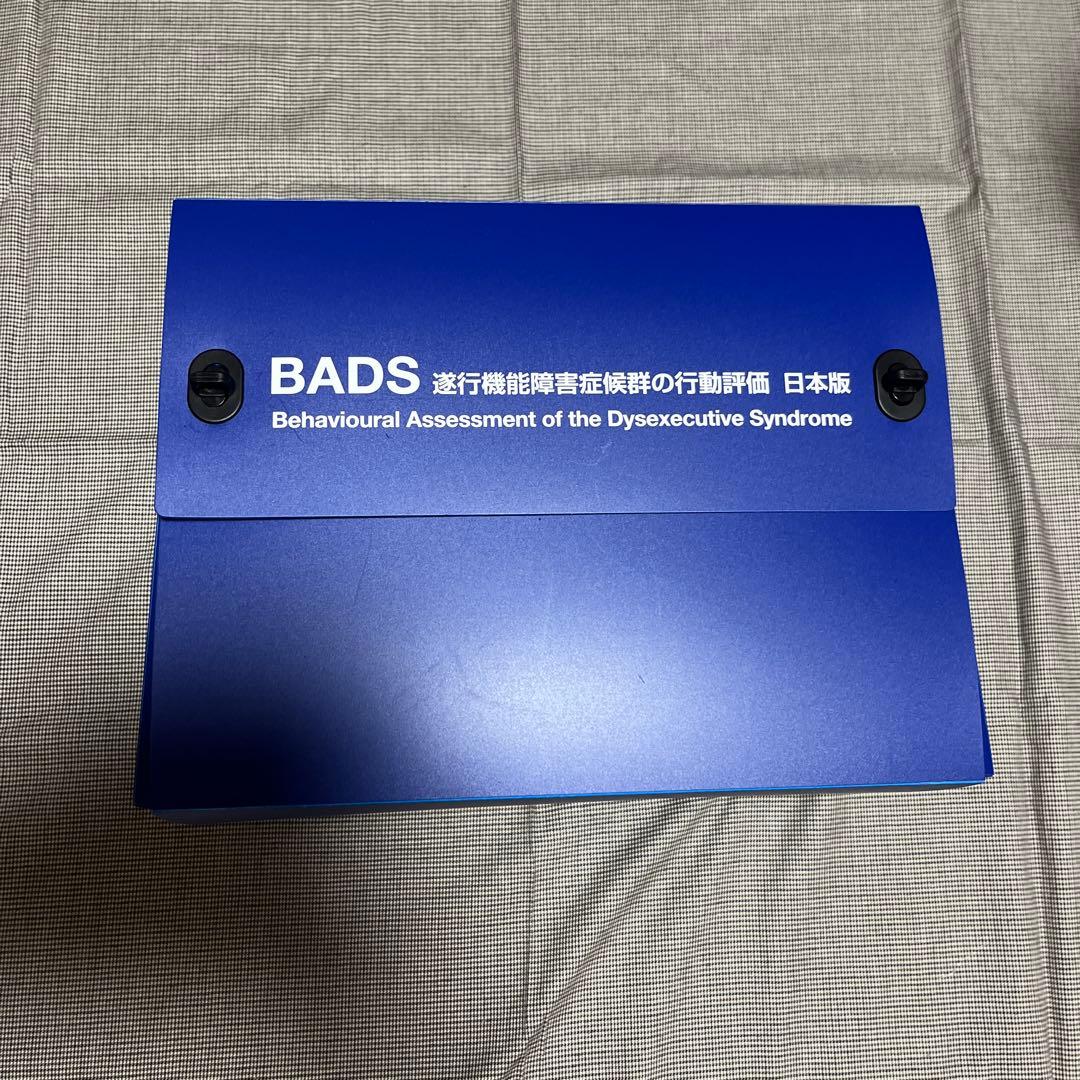 BADS 遂行機能障害症候群の行動評価 日本版
Behavioural Assessment of the Dysexecutive Syndrome